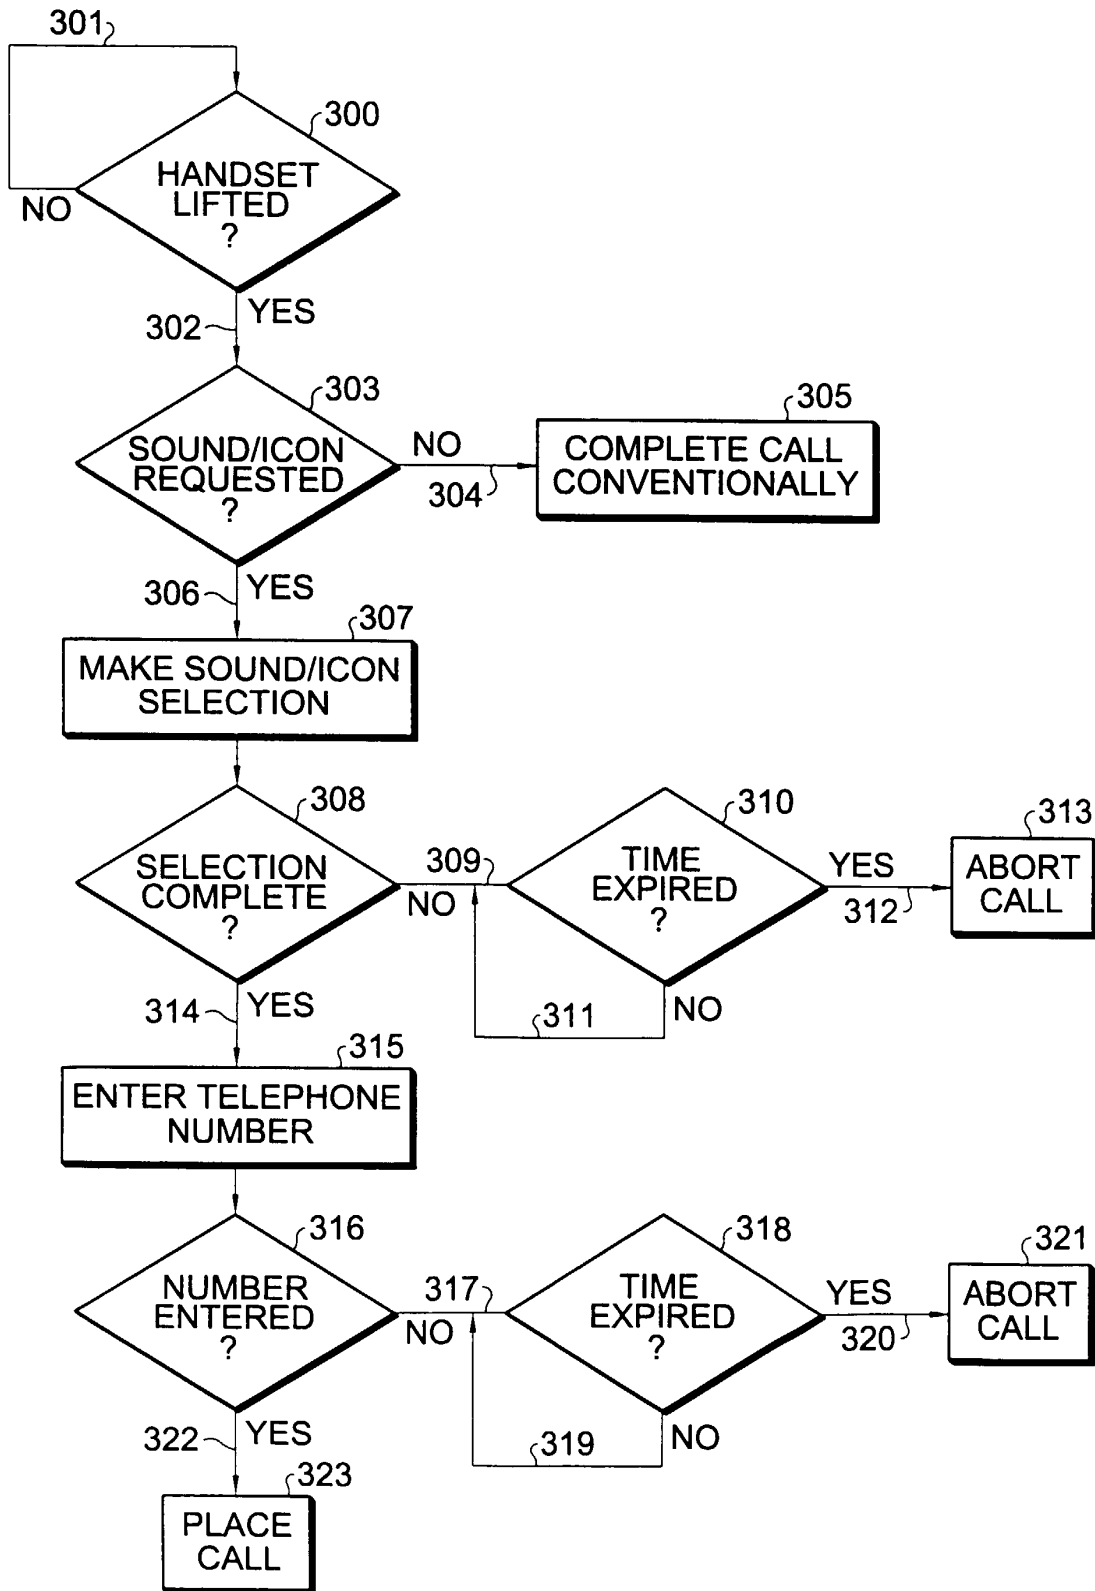 301
300
HANDSET
LIFTED
?
NO
YES
302
303
SOUND/ICON
REQUESTED
?
NO
304
305
COMPLETE CALL
CONVENTIONALLY
YES
306
307
MAKE SOUND/ICON
SELECTION
308
SELECTION
COMPLETE
?
309
NO
310
TIME
EXPIRED
?
YES
312
313
ABORT
CALL
NO
311
YES
314
315
ENTER TELEPHONE
NUMBER
316
NUMBER
ENTERED
?
317
NO
318
TIME
EXPIRED
?
YES
320
321
ABORT
CALL
NO
319
YES
322
323
PLACE
CALL